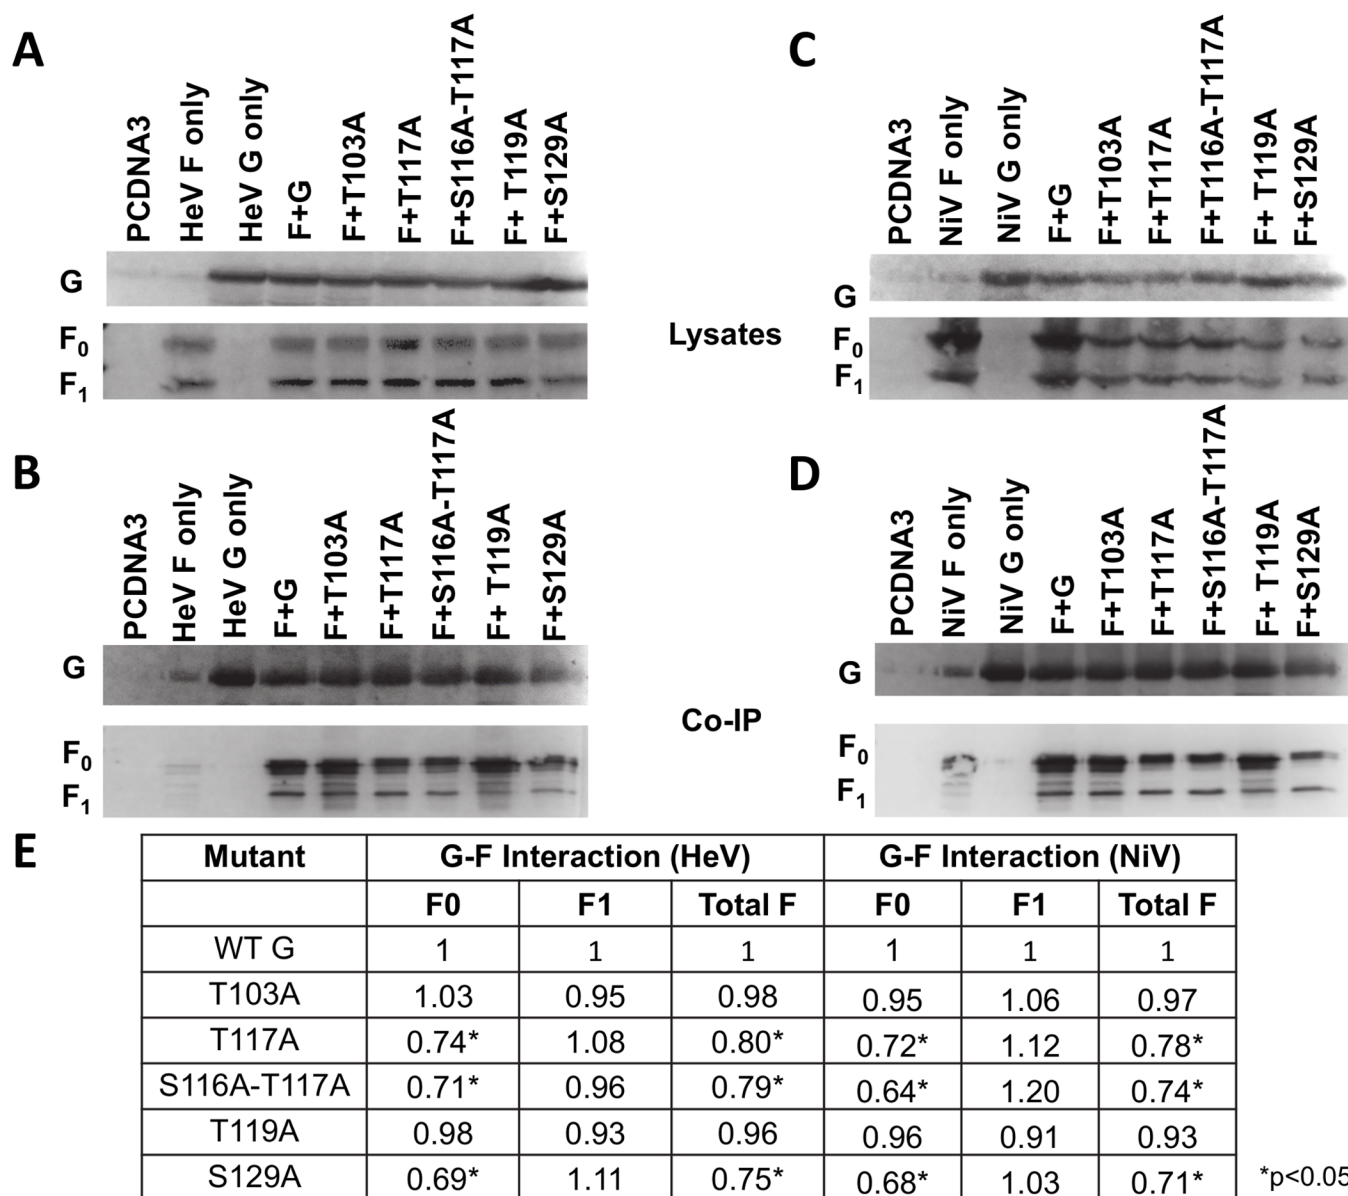 A
PCDNA3
HeV F only
HeV G only
F+G
F+T103A
F+T117A
F+S116A-T117A
F+ T119A
F+S129A
G
F0
F1
C
PCDNA3
NiV F only
NiV G only
F+G
F+T103A
F+T117A
F+T116A-T117A
F+ T119A
F+S129A
G
F0
F1
Lysates
B
PCDNA3
HeV F only
HeV G only
F+G
F+T103A
F+T117A
F+S116A-T117A
F+ T119A
F+S129A
G
F0
F1
D
PCDNA3
NiV F only
NiV G only
F+G
F+T103A
F+T117A
F+S116A-T117A
F+ T119A
F+S129A
G
F0
F1
Co-IP
E
Mutant G-F Interaction (HeV) G-F Interaction (NiV)
F0 F1 Total F F0 F1 Total F
WT G 1 1 1 1 1 1
T103A 1.03 0.95 0.98 0.95 1.06 0.97
T117A 0.74* 1.08 0.80* 0.72* 1.12 0.78*
S116A-T117A 0.71* 0.96 0.79* 0.64* 1.20 0.74*
T119A 0.98 0.93 0.96 0.96 0.91 0.93
S129A 0.69* 1.11 0.75* 0.68* 1.03 0.71*
*p<0.05